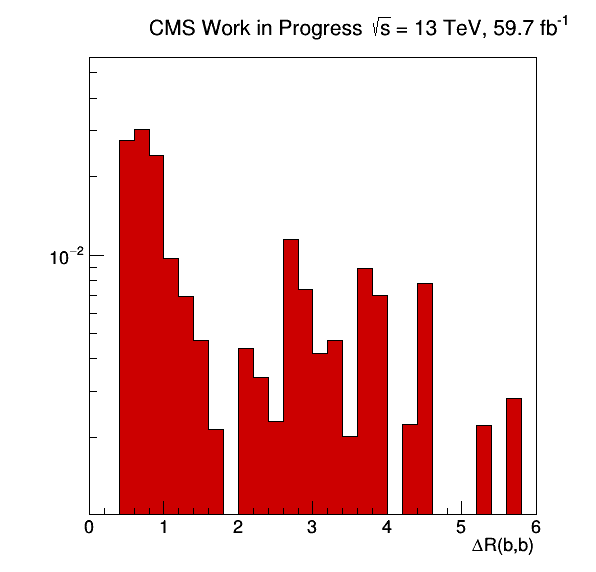 CMS Work in Progress √s = 13 TeV, 59.7 fb⁻¹
10⁻²
0 1 2 3 4 5 6
ΔR(b,b)